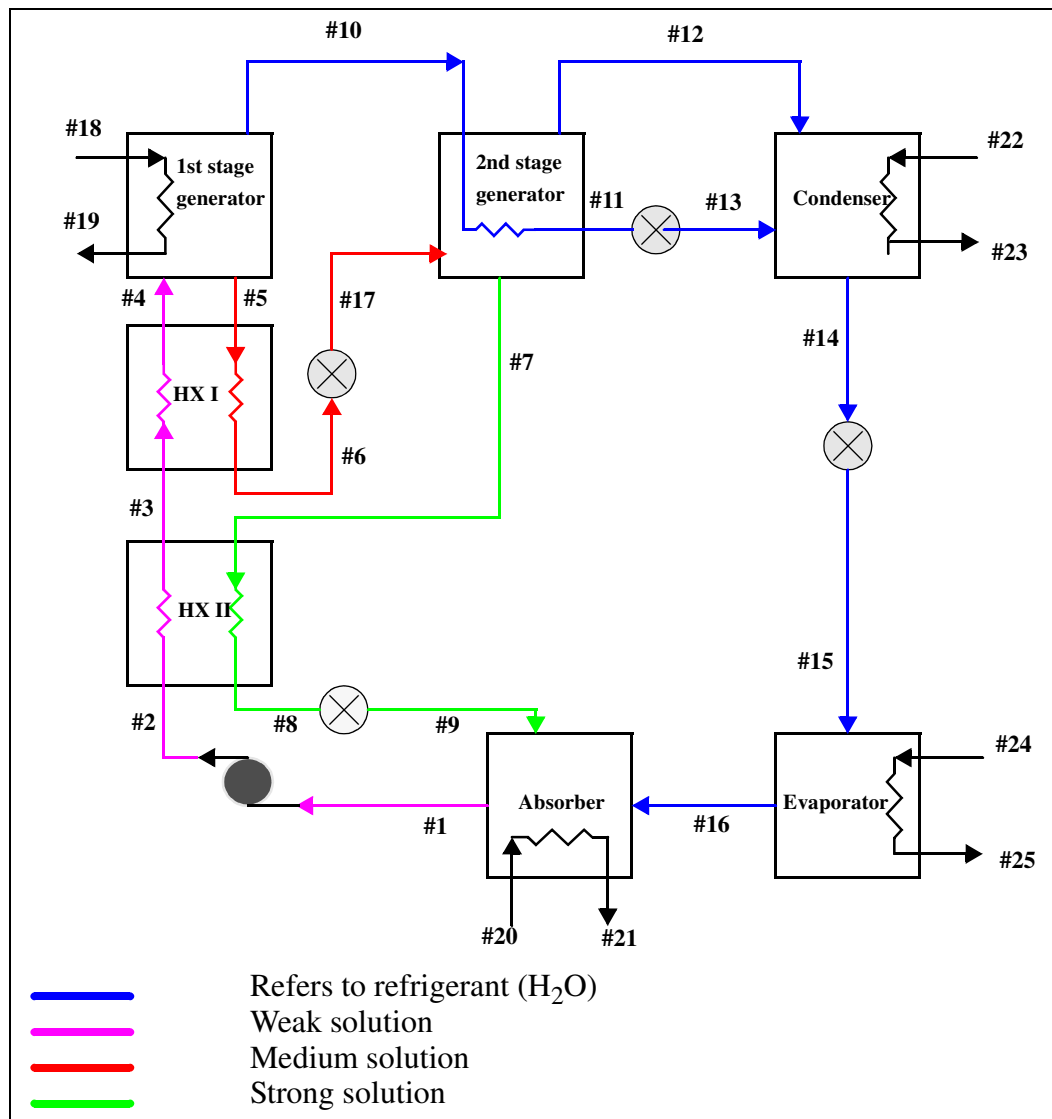 #10
#12
#18
1st stage
generator
#19
2nd stage
generator
#11
#13
#22
Condenser
#23
#4
#5
#17
#14
#7
HX I
#6
#3
HX II
#15
#2
#8
#9
#24
Absorber
Evaporator
#1
#16
#25
#20
#21
Refers to refrigerant (H₂O)
Weak solution
Medium solution
Strong solution